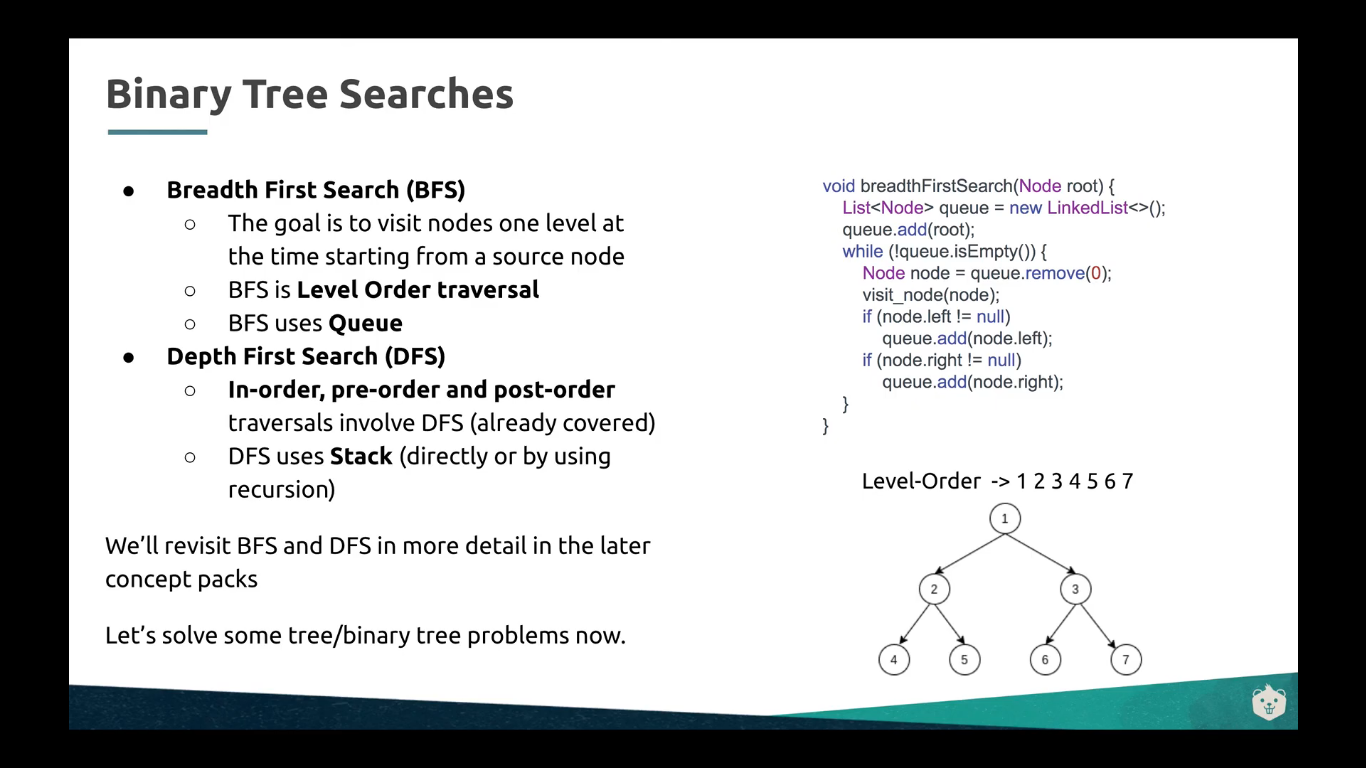 Binary Tree Searches
● Breadth First Search (BFS)
○ The goal is to visit nodes one level at
the time starting from a source node
○ BFS is Level Order traversal
○ BFS uses Queue
● Depth First Search (DFS)
○ In-order, pre-order and post-order
traversals involve DFS (already covered)
○ DFS uses Stack (directly or by using
recursion)
We’ll revisit BFS and DFS in more detail in the later
concept packs
Let’s solve some tree/binary tree problems now.
void breadthFirstSearch(Node root) {
List<Node> queue = new LinkedList<>();
queue.add(root);
while (!queue.isEmpty()) {
Node node = queue.remove(0);
visit_node(node);
if (node.left != null)
queue.add(node.left);
if (node.right != null)
queue.add(node.right);
}
}
Level-Order -> 1 2 3 4 5 6 7
1
2 3
4 5 6 7